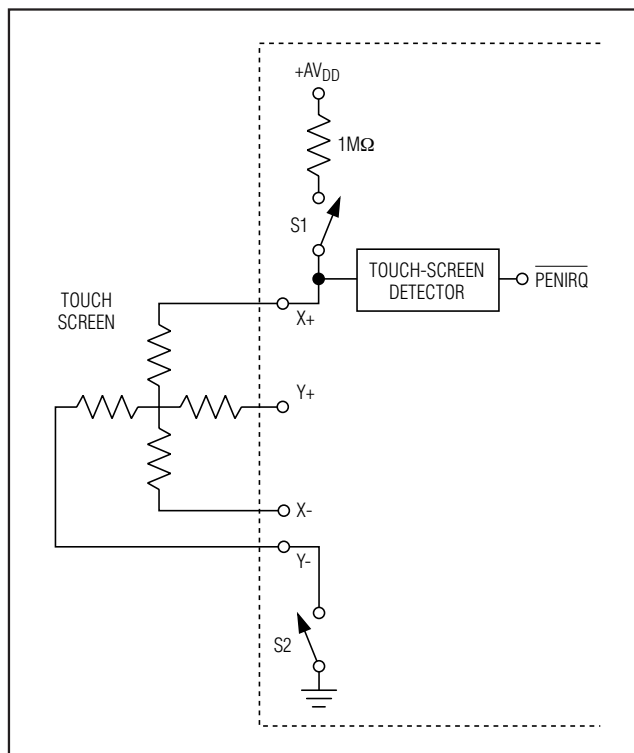 +AVDD
1MΩ
S1
TOUCH-SCREEN
DETECTOR
PENIRQ
TOUCH
SCREEN
X+
Y+
X-
Y-
S2